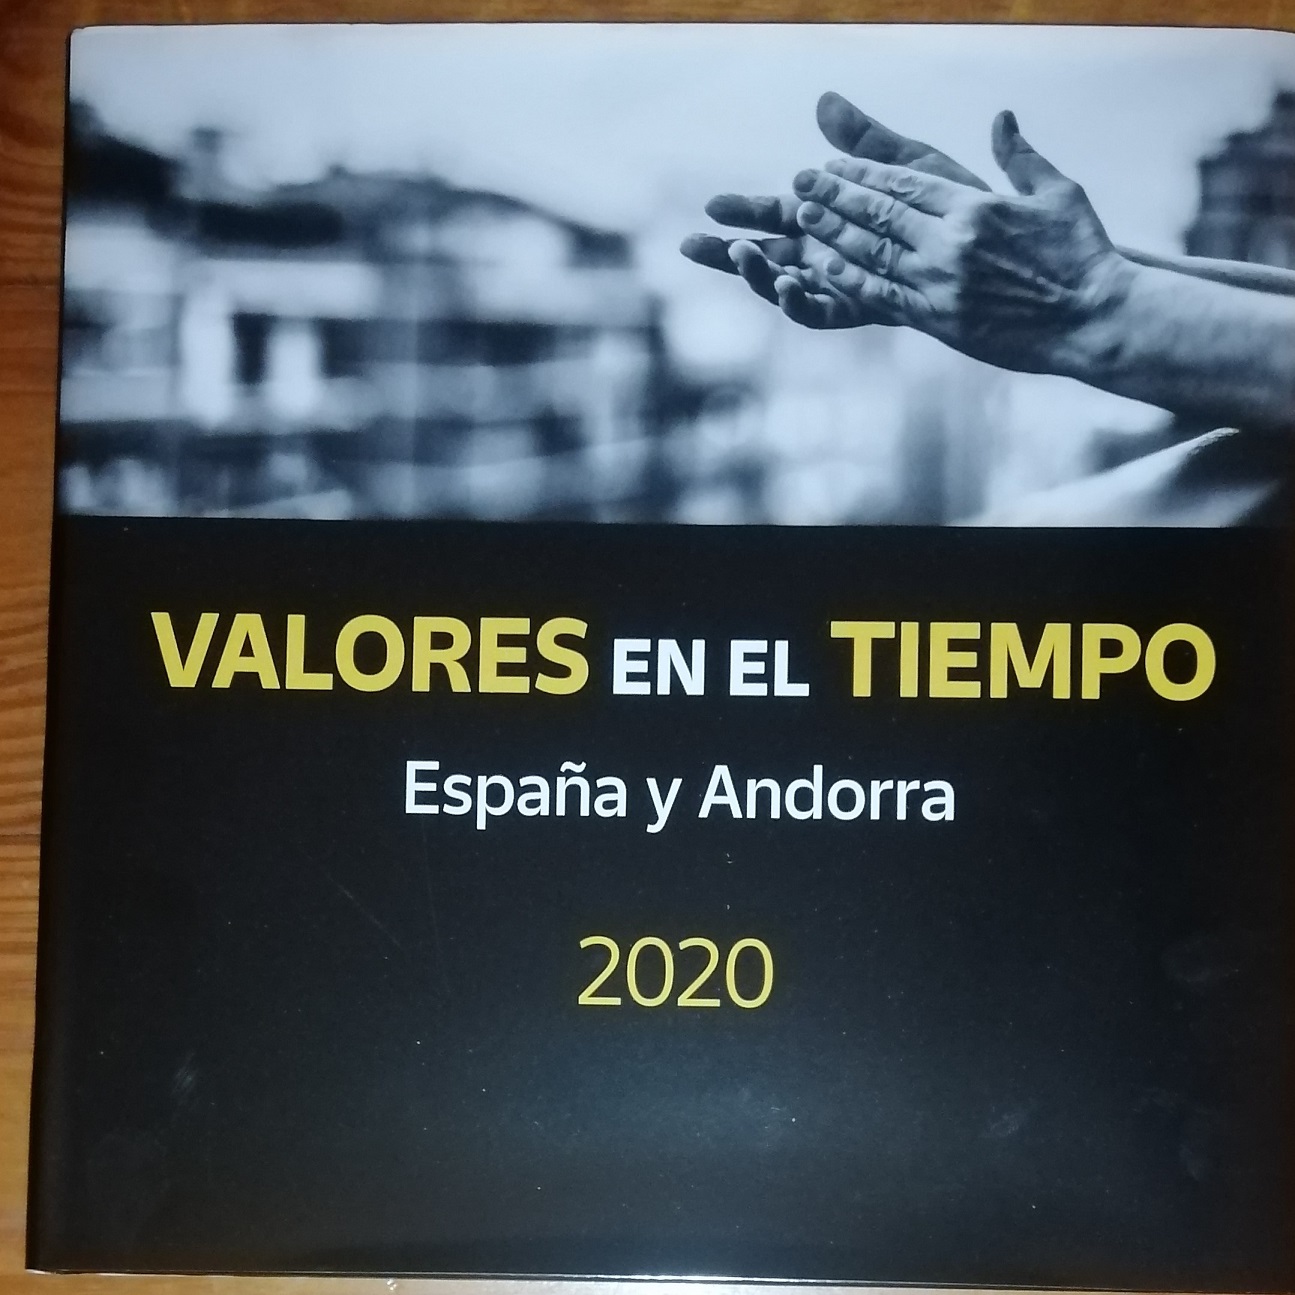 VALORES EN EL TIEMPO
España y Andorra
2020